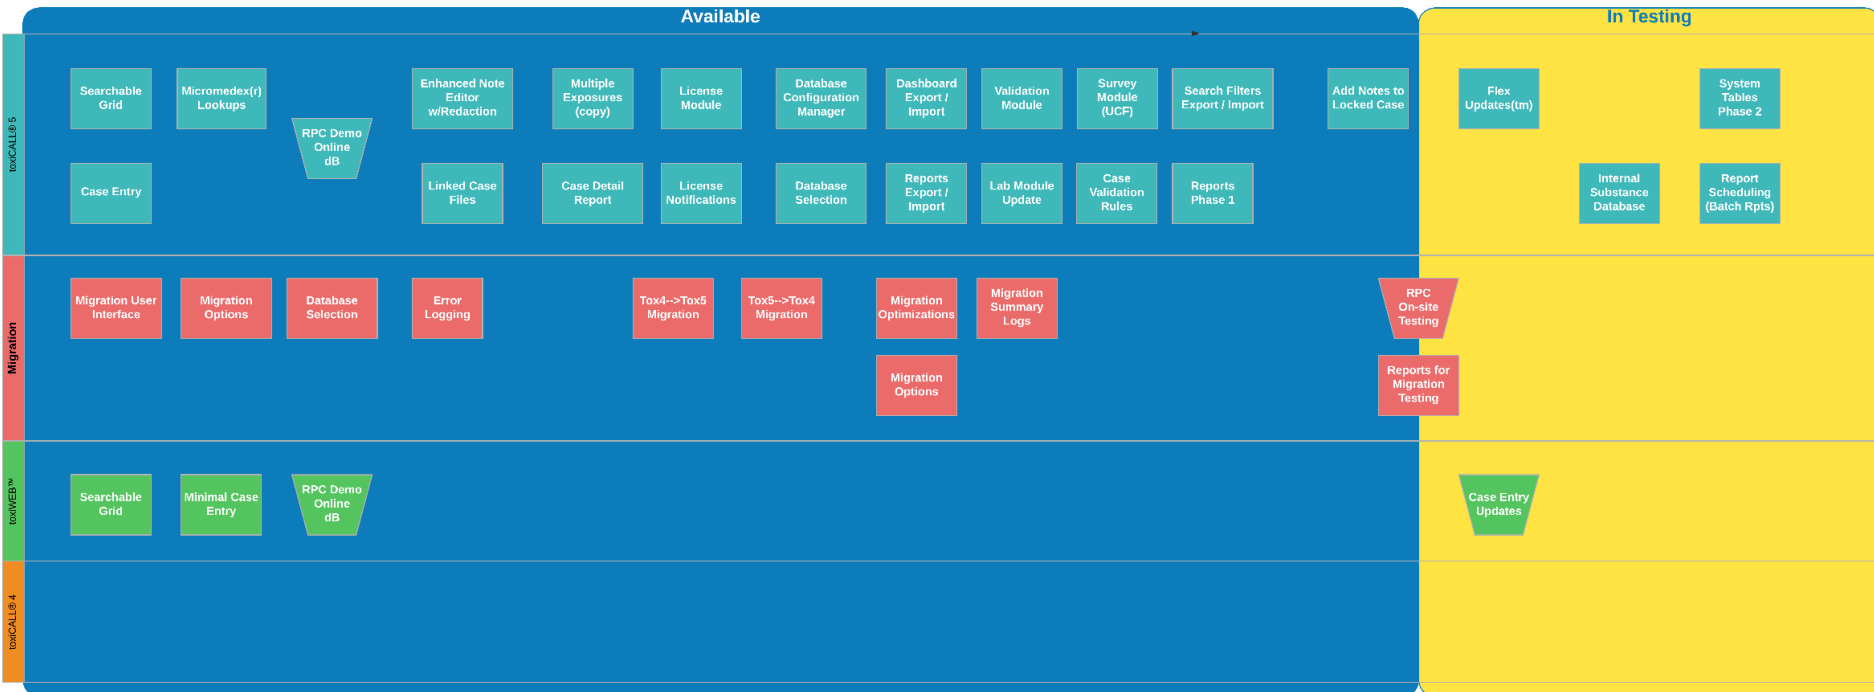 Available
In Testing
toxiCALL® 5
Searchable
Grid
Micromedex(r)
Lookups
RPC Demo
Online
dB
Enhanced Note
Editor
w/Redaction
Multiple
Exposures
(copy)
License
Module
Database
Configuration
Manager
Dashboard
Export /
Import
Validation
Module
Survey
Module
(UCF)
Search Filters
Export / Import
Add Notes to
Locked Case
Flex
Updates(tm)
System
Tables
Phase 2
Case Entry
Linked Case
Files
Case Detail
Report
License
Notifications
Database
Selection
Reports
Export /
Import
Lab Module
Update
Case
Validation
Rules
Reports
Phase 1
Internal
Substance
Database
Report
Scheduling
(Batch Rpts)
Migration
Migration User
Interface
Migration
Options
Database
Selection
Error
Logging
Tox4-->Tox5
Migration
Tox5-->Tox4
Migration
Migration
Optimizations
Migration
Summary
Logs
RPC
On-site
Testing
Migration
Options
Reports for
Migration
Testing
toxiWEB™
Searchable
Grid
Minimal Case
Entry
RPC Demo
Online
dB
Case Entry
Updates
toxiCALL® 4